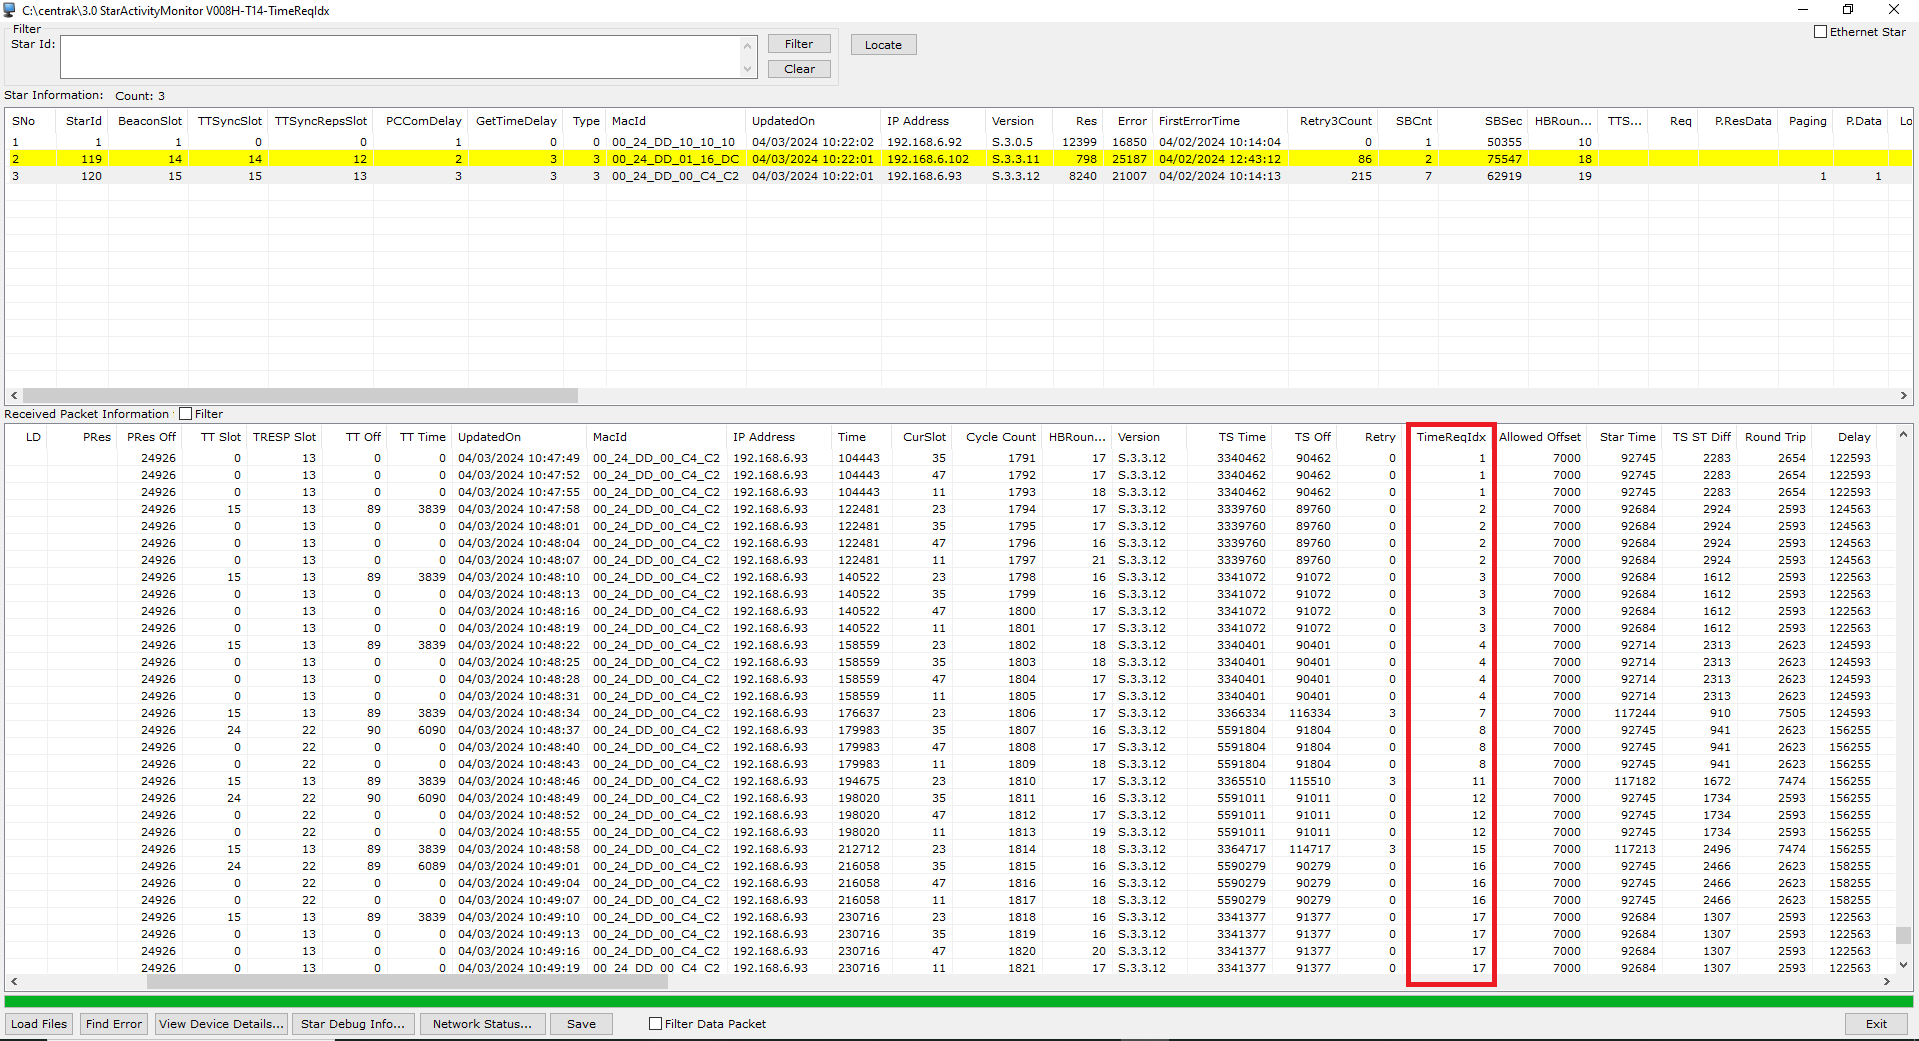 C:\centrak\3.0 StarActivityMonitor V008H-T14-TimeReqIdx
Filter
Star Id:
Filter
Clear
Locate
Ethernet Star
Star Information: Count: 3
SNo StarId BeaconSlot TTSyncSlot TTSyncRepsSlot PCComDelay GetTimeDelay Type MacId UpdatedOn IP Address Version Res Error FirstErrorTime Retry3Count SBCnt SBSec HBRoun... TTS... Req P.ResData Paging P.Data Lo
1 1 1 0 0 1 0 0 00_24_DD_10_10_10 04/03/2024 10:22:02 192.168.6.92 S.3.0.5 12399 16850 04/02/2024 10:14:04 0 1 50355 10
2 119 14 14 12 2 3 3 00_24_DD_01_16_DC 04/03/2024 10:22:01 192.168.6.102 S.3.3.11 798 25187 04/02/2024 12:43:12 86 2 75547 18
3 120 15 15 13 3 3 3 00_24_DD_00_C4_C2 04/03/2024 10:22:01 192.168.6.93 S.3.3.12 8240 21007 04/02/2024 10:14:13 215 7 62919 19 1 1
Received Packet Information Filter
LD PRes PRes Off TT Slot TRESP Slot TT Off TT Time UpdatedOn MacId IP Address Time CurSlot Cycle Count HBRoun... Version TS Time TS Off Retry TimeReqIdx Allowed Offset Star Time TS ST Diff Round Trip Delay
24926 0 13 0 0 04/03/2024 10:47:49 00_24_DD_00_C4_C2 192.168.6.93 104443 35 1791 17 S.3.3.12 3340462 90462 0 1 7000 92745 2283 2654 122593
24926 0 13 0 0 04/03/2024 10:47:52 00_24_DD_00_C4_C2 192.168.6.93 104443 47 1792 17 S.3.3.12 3340462 90462 0 1 7000 92745 2283 2654 122593
24926 0 13 0 0 04/03/2024 10:47:55 00_24_DD_00_C4_C2 192.168.6.93 104443 11 1793 18 S.3.3.12 3340462 90462 0 1 7000 92745 2283 2654 122593
24926 15 13 89 3839 04/03/2024 10:47:58 00_24_DD_00_C4_C2 192.168.6.93 122481 23 1794 17 S.3.3.12 3339760 89760 0 2 7000 92684 2924 2593 124563
24926 0 13 0 0 04/03/2024 10:48:01 00_24_DD_00_C4_C2 192.168.6.93 122481 35 1795 17 S.3.3.12 3339760 89760 0 2 7000 92684 2924 2593 124563
24926 0 13 0 0 04/03/2024 10:48:04 00_24_DD_00_C4_C2 192.168.6.93 122481 47 1796 16 S.3.3.12 3339760 89760 0 2 7000 92684 2924 2593 124563
24926 0 13 0 0 04/03/2024 10:48:07 00_24_DD_00_C4_C2 192.168.6.93 122481 11 1797 21 S.3.3.12 3339760 89760 0 2 7000 92684 2924 2593 124563
24926 15 13 89 3839 04/03/2024 10:48:10 00_24_DD_00_C4_C2 192.168.6.93 140522 23 1798 16 S.3.3.12 3341072 91072 0 3 7000 92684 1612 2593 122563
24926 0 13 0 0 04/03/2024 10:48:13 00_24_DD_00_C4_C2 192.168.6.93 140522 35 1799 16 S.3.3.12 3341072 91072 0 3 7000 92684 1612 2593 122563
24926 0 13 0 0 04/03/2024 10:48:16 00_24_DD_00_C4_C2 192.168.6.93 140522 47 1800 17 S.3.3.12 3341072 91072 0 3 7000 92684 1612 2593 122563
24926 0 13 0 0 04/03/2024 10:48:19 00_24_DD_00_C4_C2 192.168.6.93 140522 11 1801 17 S.3.3.12 3341072 91072 0 3 7000 92684 1612 2593 122563
24926 15 13 89 3839 04/03/2024 10:48:22 00_24_DD_00_C4_C2 192.168.6.93 158559 23 1802 18 S.3.3.12 3340401 90401 0 4 7000 92714 2313 2623 124593
24926 0 13 0 0 04/03/2024 10:48:25 00_24_DD_00_C4_C2 192.168.6.93 158559 35 1803 18 S.3.3.12 3340401 90401 0 4 7000 92714 2313 2623 124593
24926 0 13 0 0 04/03/2024 10:48:28 00_24_DD_00_C4_C2 192.168.6.93 158559 47 1804 17 S.3.3.12 3340401 90401 0 4 7000 92714 2313 2623 124593
24926 0 13 0 0 04/03/2024 10:48:31 00_24_DD_00_C4_C2 192.168.6.93 158559 11 1805 17 S.3.3.12 3340401 90401 0 4 7000 92714 2313 2623 124593
24926 15 13 89 3839 04/03/2024 10:48:34 00_24_DD_00_C4_C2 192.168.6.93 176637 23 1806 17 S.3.3.12 3366334 116334 3 7 7000 117244 910 7505 124593
24926 24 22 90 6090 04/03/2024 10:48:37 00_24_DD_00_C4_C2 192.168.6.93 179983 35 1807 16 S.3.3.12 5591804 91804 0 8 7000 92745 941 2623 156255
24926 0 22 0 0 04/03/2024 10:48:40 00_24_DD_00_C4_C2 192.168.6.93 179983 47 1808 17 S.3.3.12 5591804 91804 0 8 7000 92745 941 2623 156255
24926 0 22 0 0 04/03/2024 10:48:43 00_24_DD_00_C4_C2 192.168.6.93 179983 11 1809 18 S.3.3.12 5591804 91804 0 8 7000 92745 941 2623 156255
24926 15 13 89 3839 04/03/2024 10:48:46 00_24_DD_00_C4_C2 192.168.6.93 194675 23 1810 17 S.3.3.12 3365510 115510 3 11 7000 117182 1672 7474 156255
24926 24 22 90 6090 04/03/2024 10:48:49 00_24_DD_00_C4_C2 192.168.6.93 198020 35 1811 16 S.3.3.12 5591011 91011 0 12 7000 92745 1734 2593 156255
24926 0 22 0 0 04/03/2024 10:48:52 00_24_DD_00_C4_C2 192.168.6.93 198020 47 1812 17 S.3.3.12 5591011 91011 0 12 7000 92745 1734 2593 156255
24926 0 22 0 0 04/03/2024 10:48:55 00_24_DD_00_C4_C2 192.168.6.93 198020 11 1813 19 S.3.3.12 5591011 91011 0 12 7000 92745 1734 2593 156255
24926 15 13 89 3839 04/03/2024 10:48:58 00_24_DD_00_C4_C2 192.168.6.93 212712 23 1814 18 S.3.3.12 3364717 114717 3 15 7000 117213 2496 7474 156255
24926 24 22 89 6089 04/03/2024 10:49:01 00_24_DD_00_C4_C2 192.168.6.93 216058 35 1815 16 S.3.3.12 5590279 90279 0 16 7000 92745 2466 2623 158255
24926 0 22 0 0 04/03/2024 10:49:04 00_24_DD_00_C4_C2 192.168.6.93 216058 47 1816 16 S.3.3.12 5590279 90279 0 16 7000 92745 2466 2623 158255
24926 0 22 0 0 04/03/2024 10:49:07 00_24_DD_00_C4_C2 192.168.6.93 216058 11 1817 18 S.3.3.12 5590279 90279 0 16 7000 92745 2466 2623 158255
24926 15 13 89 3839 04/03/2024 10:49:10 00_24_DD_00_C4_C2 192.168.6.93 230716 23 1818 16 S.3.3.12 3341377 91377 0 17 7000 92684 1307 2593 122563
24926 0 13 0 0 04/03/2024 10:49:13 00_24_DD_00_C4_C2 192.168.6.93 230716 35 1819 16 S.3.3.12 3341377 91377 0 17 7000 92684 1307 2593 122563
24926 0 13 0 0 04/03/2024 10:49:16 00_24_DD_00_C4_C2 192.168.6.93 230716 47 1820 20 S.3.3.12 3341377 91377 0 17 7000 92684 1307 2593 122563
24926 0 13 0 0 04/03/2024 10:49:19 00_24_DD_00_C4_C2 192.168.6.93 230716 11 1821 17 S.3.3.12 3341377 91377 0 17 7000 92684 1307 2593 122563
Load Files Find Error View Device Details... Star Debug Info... Network Status... Save Filter Data Packet Exit